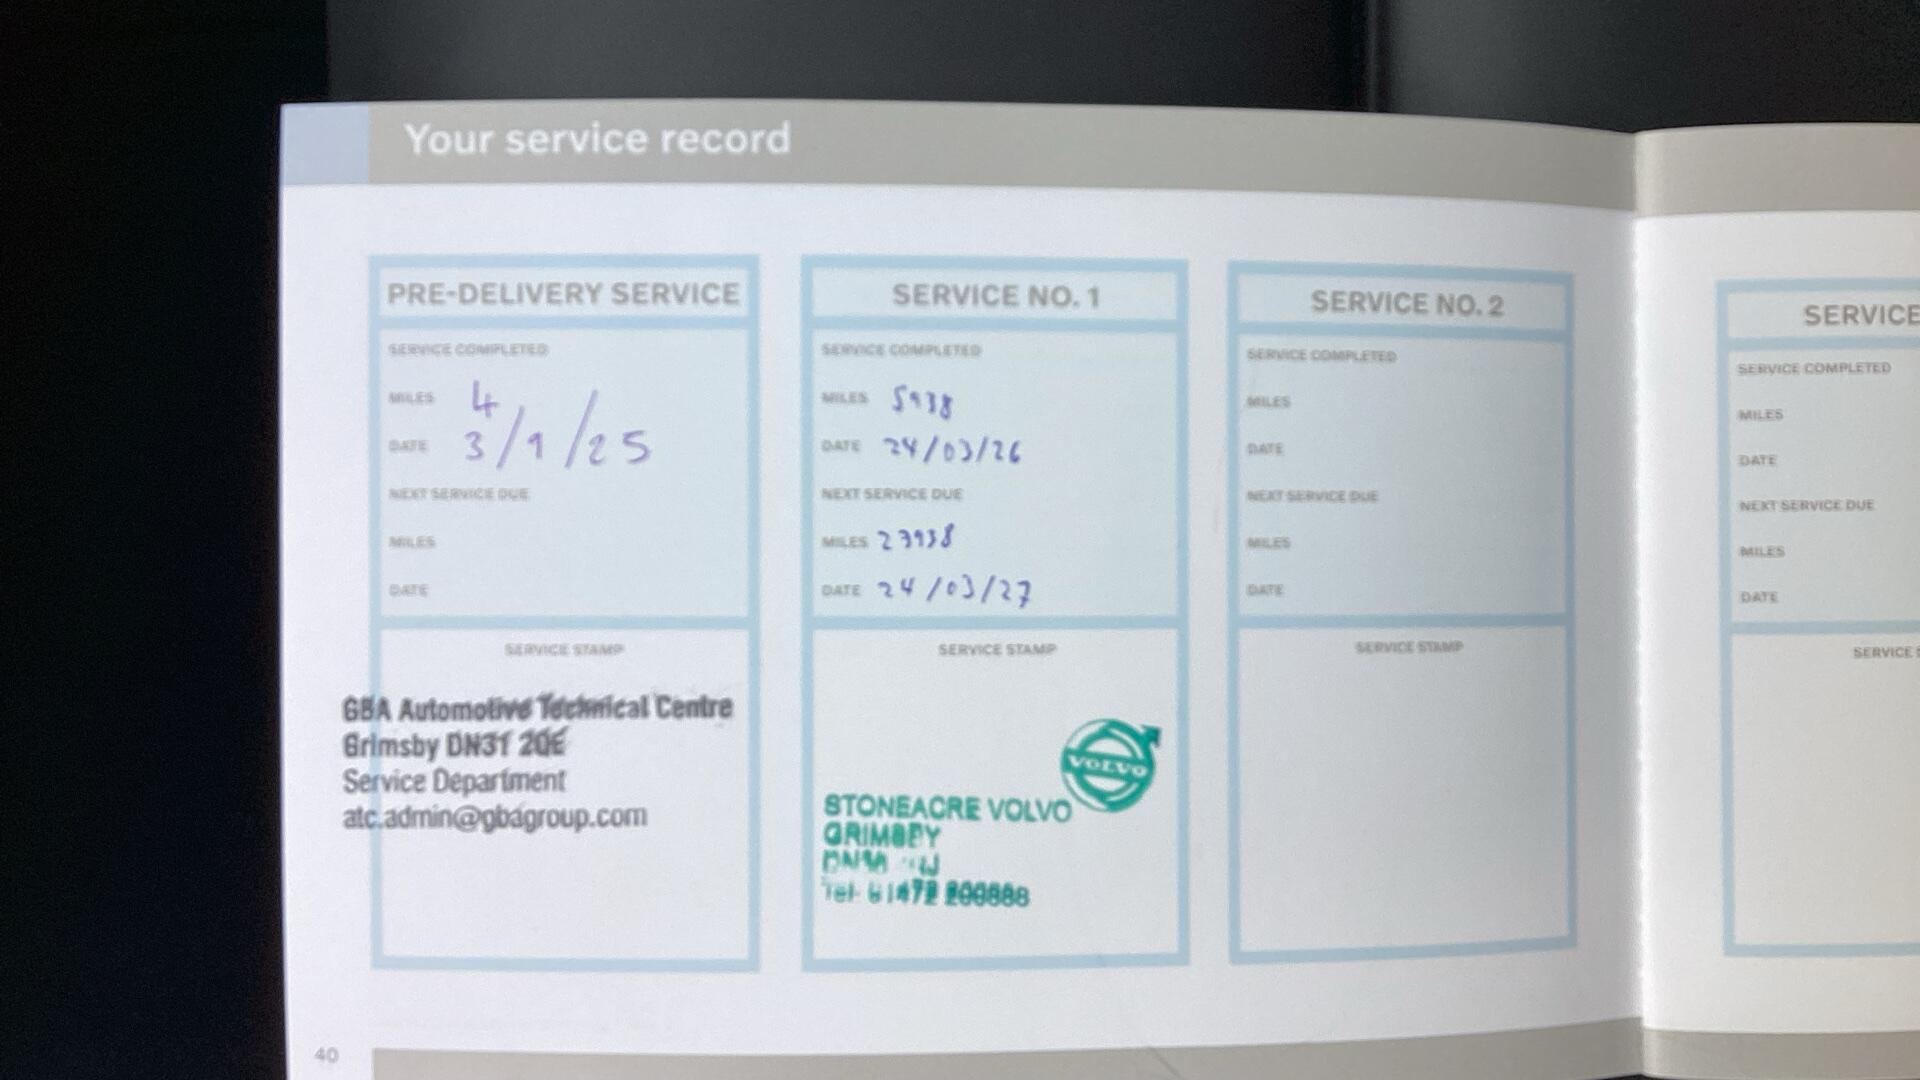 Your service record
PRE-DELIVERY SERVICE
SERVICE COMPLETED
MILES 4
DATE 3/1/25
NEXT SERVICE DUE
MILES
DATE
SERVICE STAMP
GBA Automotive Technical Centre
Grimsby DN31 2QE
Service Department
atc.admin@gbagroup.com
SERVICE NO. 1
SERVICE COMPLETED
MILES 5938
DATE 24/03/26
NEXT SERVICE DUE
MILES 23938
DATE 24/03/27
SERVICE STAMP
VOLVO
STONEACRE VOLVO
GRIMSBY
Tel 01472
SERVICE NO. 2
SERVICE COMPLETED
MILES
DATE
NEXT SERVICE DUE
MILES
DATE
SERVICE STAMP
SERVICE
SERVICE COMPLETED
MILES
DATE
NEXT SERVICE DUE
MILES
DATE
SERVICE
40